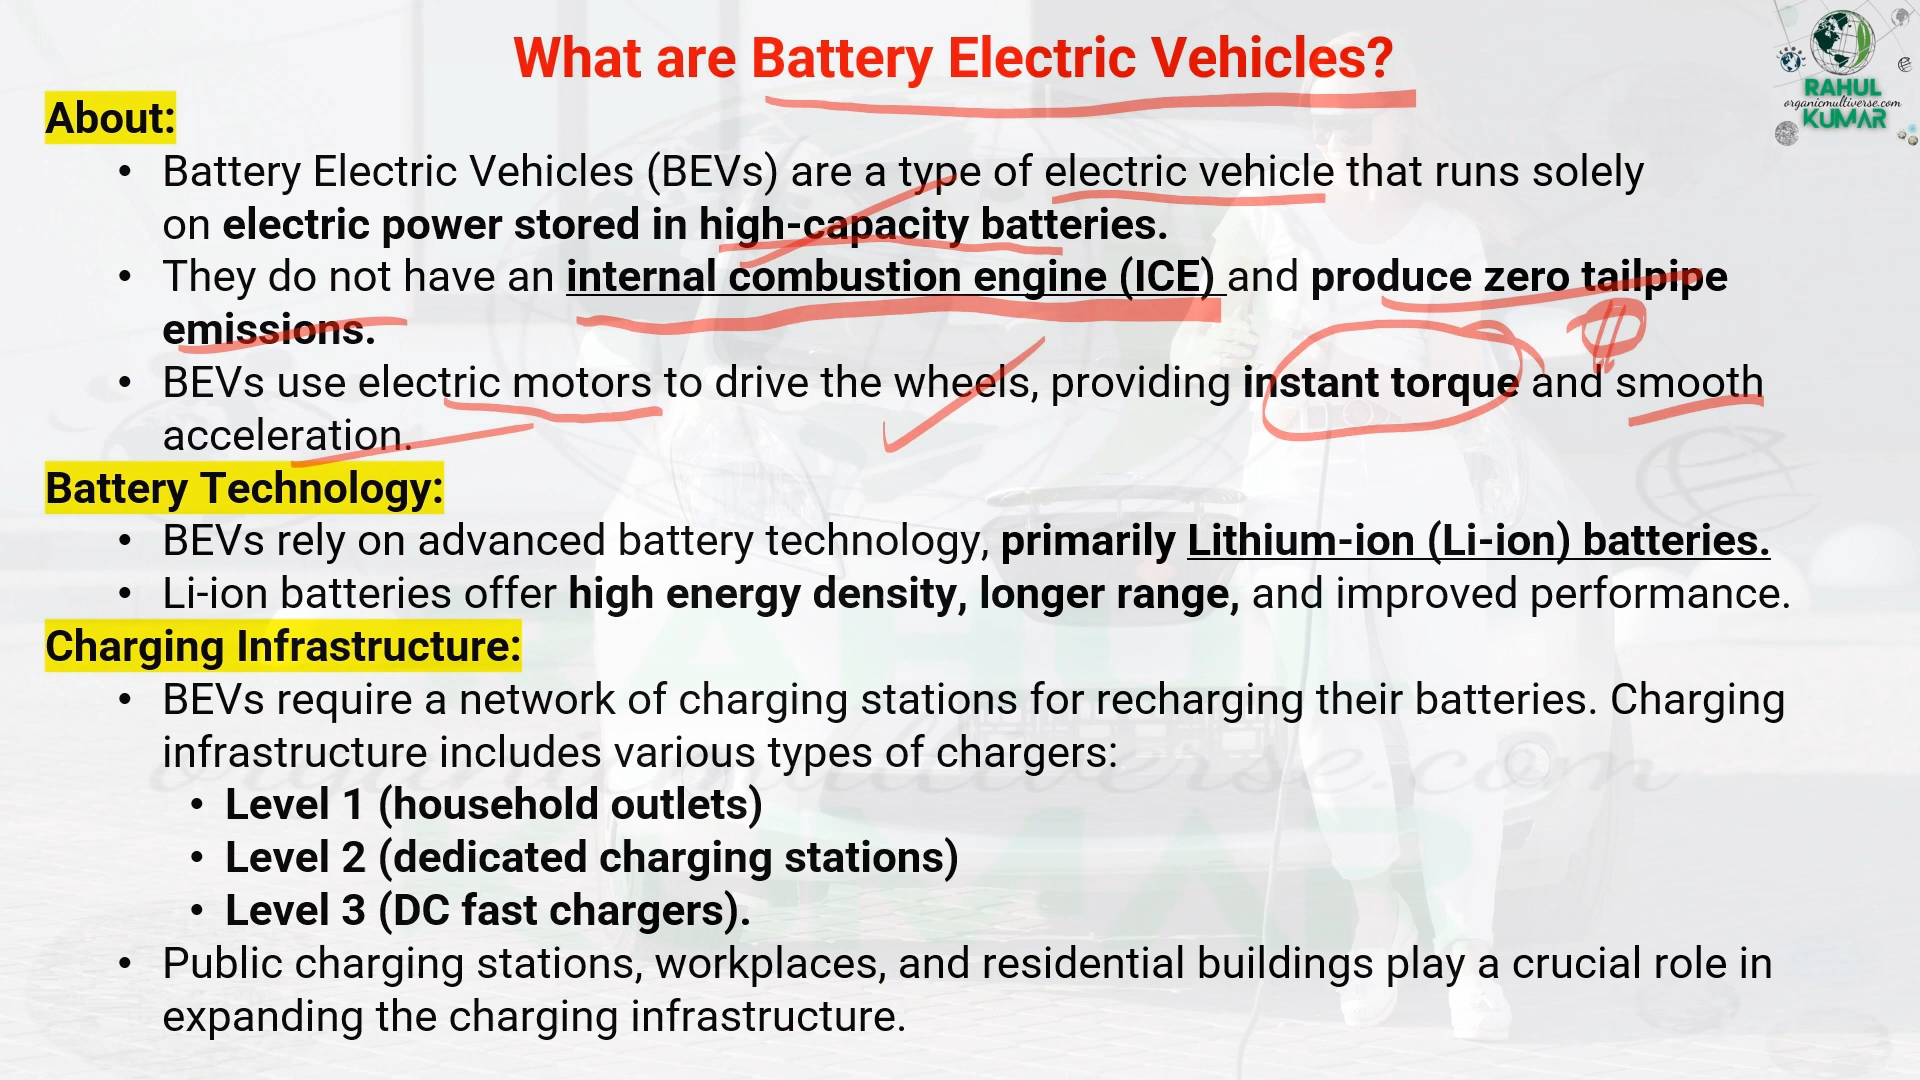 What are Battery Electric Vehicles?
RAHUL
organicmultiverse.com
KUMAR
About:
• Battery Electric Vehicles (BEVs) are a type of electric vehicle that runs solely
on electric power stored in high-capacity batteries.
• They do not have an internal combustion engine (ICE) and produce zero tailpipe
emissions.
• BEVs use electric motors to drive the wheels, providing instant torque and smooth
acceleration.
Battery Technology:
• BEVs rely on advanced battery technology, primarily Lithium-ion (Li-ion) batteries.
• Li-ion batteries offer high energy density, longer range, and improved performance.
Charging Infrastructure:
• BEVs require a network of charging stations for recharging their batteries. Charging
infrastructure includes various types of chargers:
• Level 1 (household outlets)
• Level 2 (dedicated charging stations)
• Level 3 (DC fast chargers).
• Public charging stations, workplaces, and residential buildings play a crucial role in
expanding the charging infrastructure.